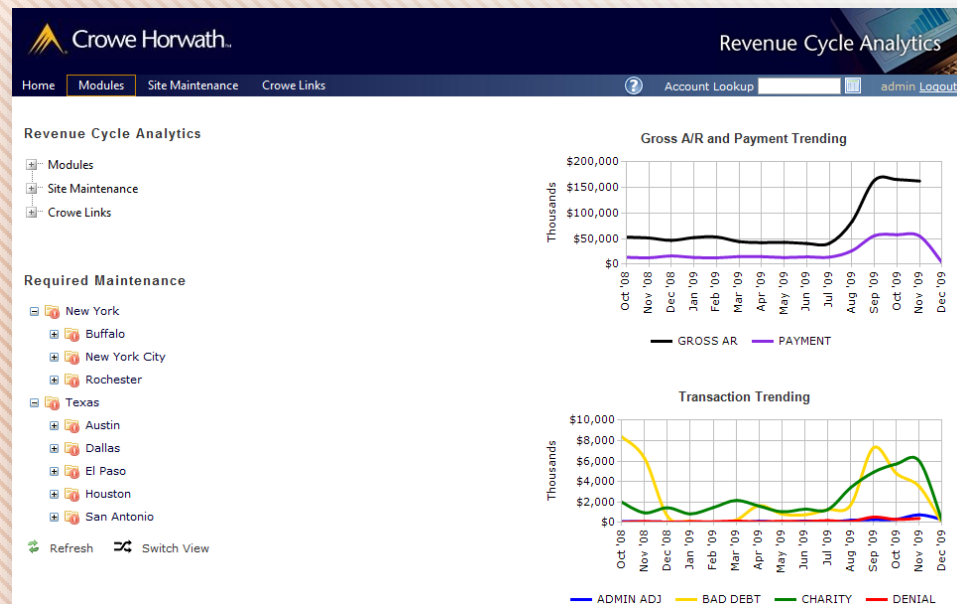 Crowe Horwath™
Revenue Cycle Analytics
Home Modules Site Maintenance Crowe Links ? Account Lookup admin Logout
Revenue Cycle Analytics
Modules
Site Maintenance
Crowe Links
Required Maintenance
New York
Buffalo
New York City
Rochester
Texas
Austin
Dallas
El Paso
Houston
San Antonio
Refresh Switch View
Gross A/R and Payment Trending
Thousands
$200,000
$150,000
$100,000
$50,000
$0
Oct '08 Nov '08 Dec '08 Jan '09 Feb '09 Mar '09 Apr '09 May '09 Jun '09 Jul '09 Aug '09 Sep '09 Oct '09 Nov '09 Dec '09
GROSS AR PAYMENT
Transaction Trending
Thousands
$10,000
$8,000
$6,000
$4,000
$2,000
$0
Oct '08 Nov '08 Dec '08 Jan '09 Feb '09 Mar '09 Apr '09 May '09 Jun '09 Jul '09 Aug '09 Sep '09 Oct '09 Nov '09 Dec '09
ADMIN ADJ BAD DEBT CHARITY DENIAL